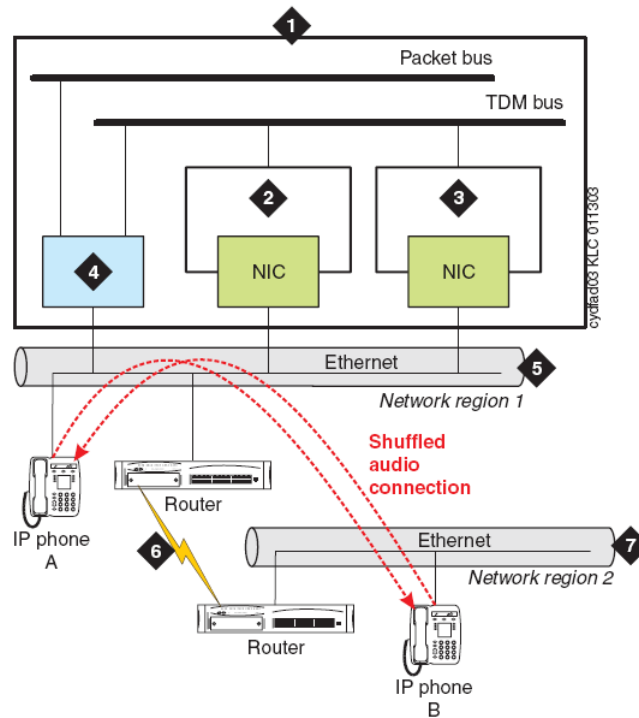 1
Packet bus
TDM bus
2
3
4
NIC
NIC
cydfad03 KLC 011303
Ethernet
5
Network region 1
Shuffled
audio
connection
IP phone
A
Router
6
Ethernet
7
Network region 2
Router
IP phone
B